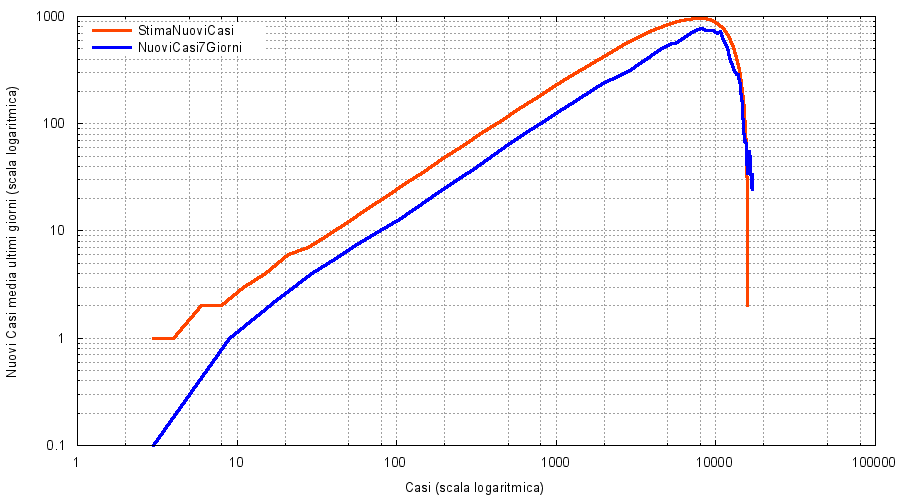 1000
100
10
1
0.1
StimaNuoviCasi
NuoviCasi7Giorni
Nuovi Casi media ultimi giorni (scala logaritmica)
1
10
100
1000
10000
100000
Casi (scala logaritmica)